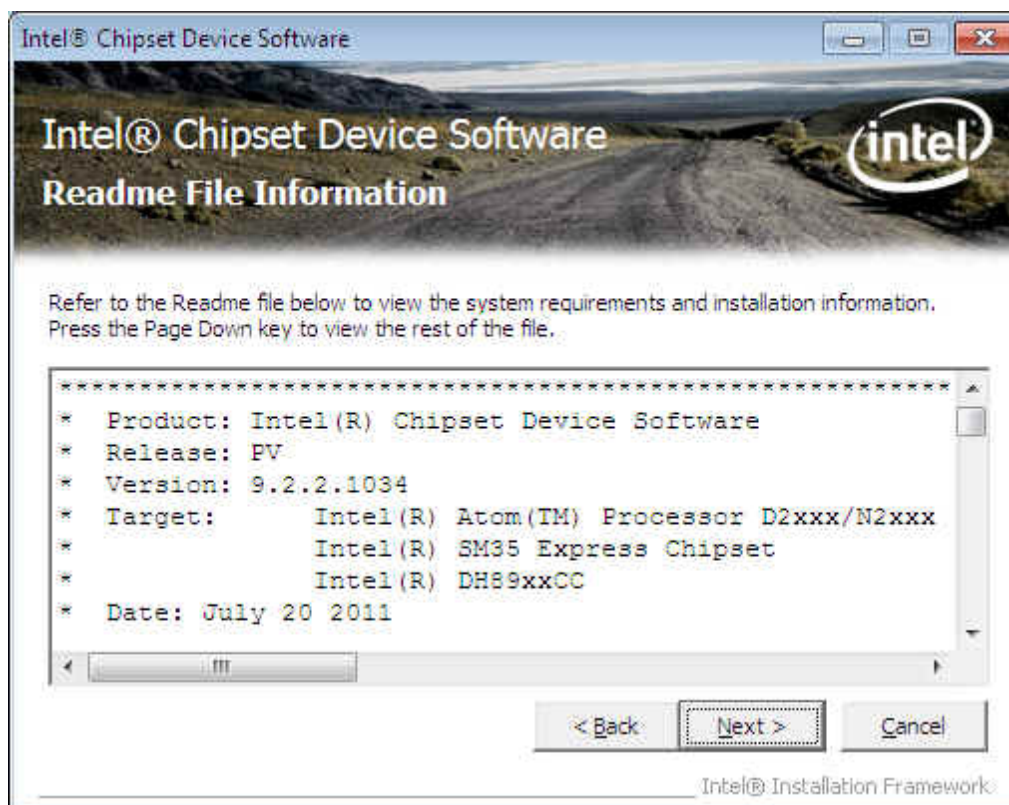 Intel® Chipset Device Software
Intel® Chipset Device Software
intel
Readme File Information
Refer to the Readme file below to view the system requirements and installation information.
Press the Page Down key to view the rest of the file.
********************************************************
* Product: Intel(R) Chipset Device Software
* Release: PV
* Version: 9.2.2.1034
* Target: Intel(R) Atom(TM) Processor D2xxx/N2xxx
* Intel(R) SM35 Express Chipset
* Intel(R) DH89xxCC
* Date: July 20 2011
< Back
Next >
Cancel
Intel® Installation Framework